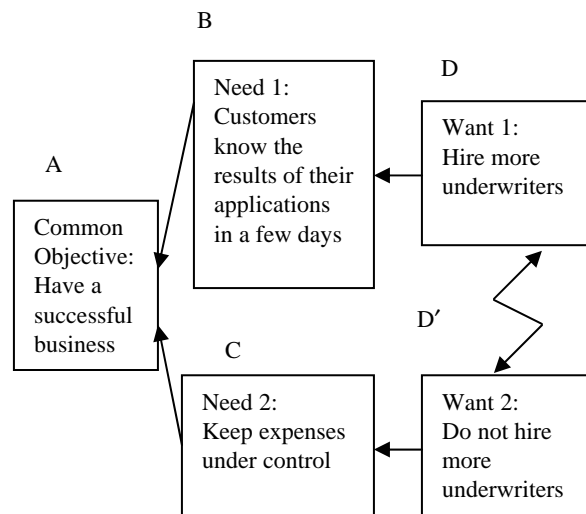 B
Need 1:
Customers
know the
results of their
applications
in a few days
D
Want 1:
Hire more
underwriters
A
Common
Objective:
Have a
successful
business
D′
C
Need 2:
Keep expenses
under control
Want 2:
Do not hire
more
underwriters